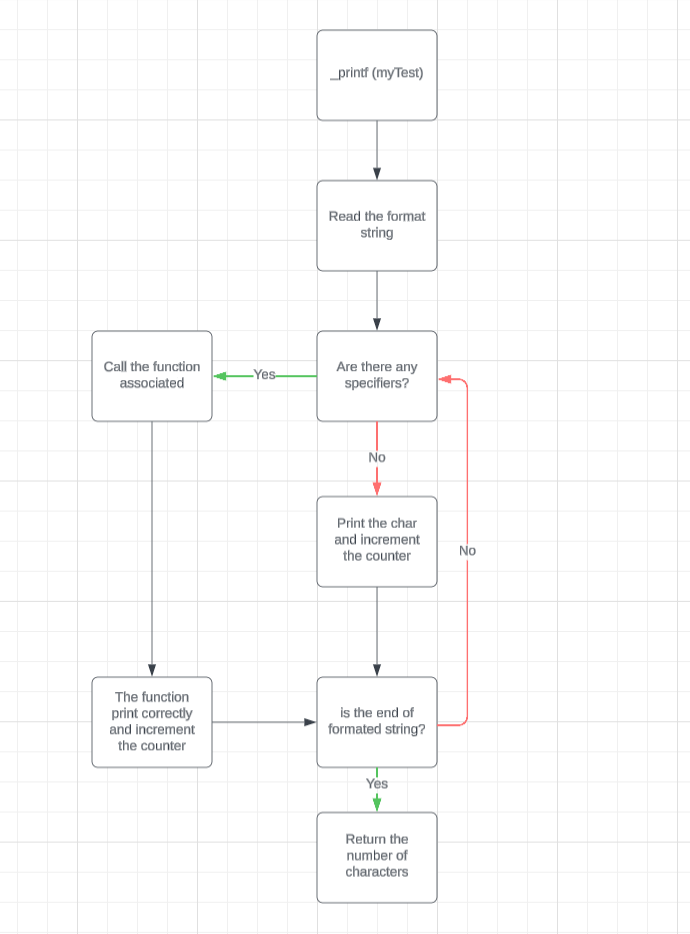 _printf (myTest)
Read the format
string
Call the function
associated
Yes
Are there any
specifiers?
No
Print the char
and increment
the counter
No
The function
print correctly
and increment
the counter
is the end of
formated string?
Yes
Return the
number of
characters